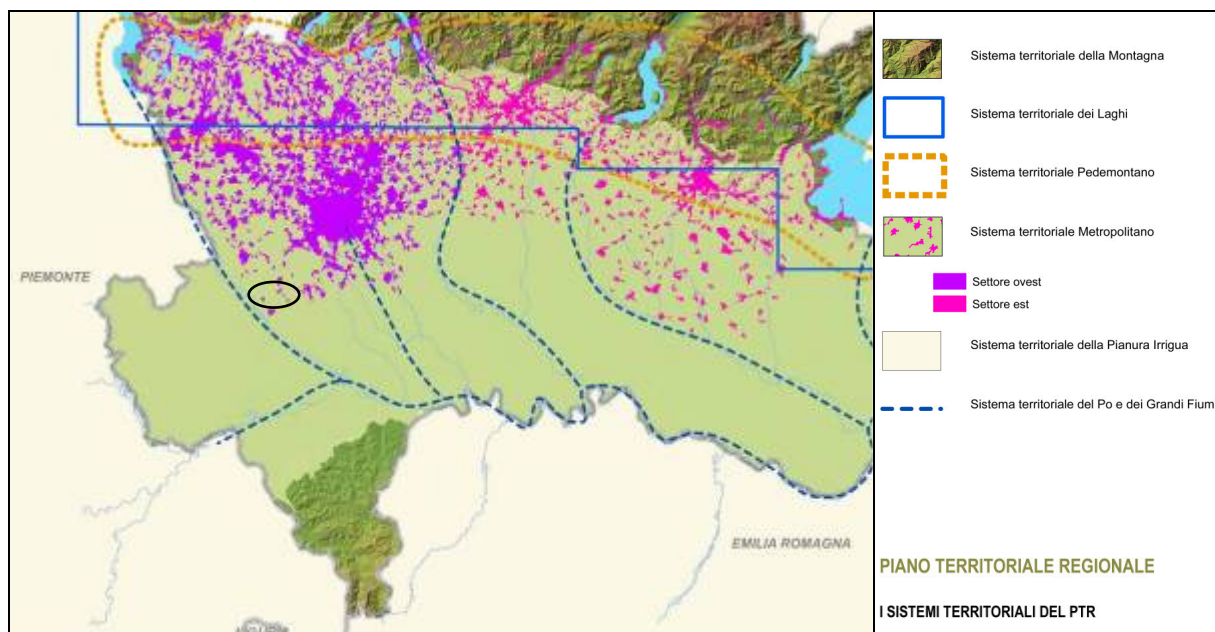 PIEMONTE
EMILIA ROMAGNA
Sistema territoriale della Montagna
Sistema territoriale dei Laghi
Sistema territoriale Pedemontano
Sistema territoriale Metropolitano
Settore ovest
Settore est
Sistema territoriale della Pianura Irrigua
Sistema territoriale del Po e dei Grandi Fium
PIANO TERRITORIALE REGIONALE
I SISTEMI TERRITORIALI DEL PTR